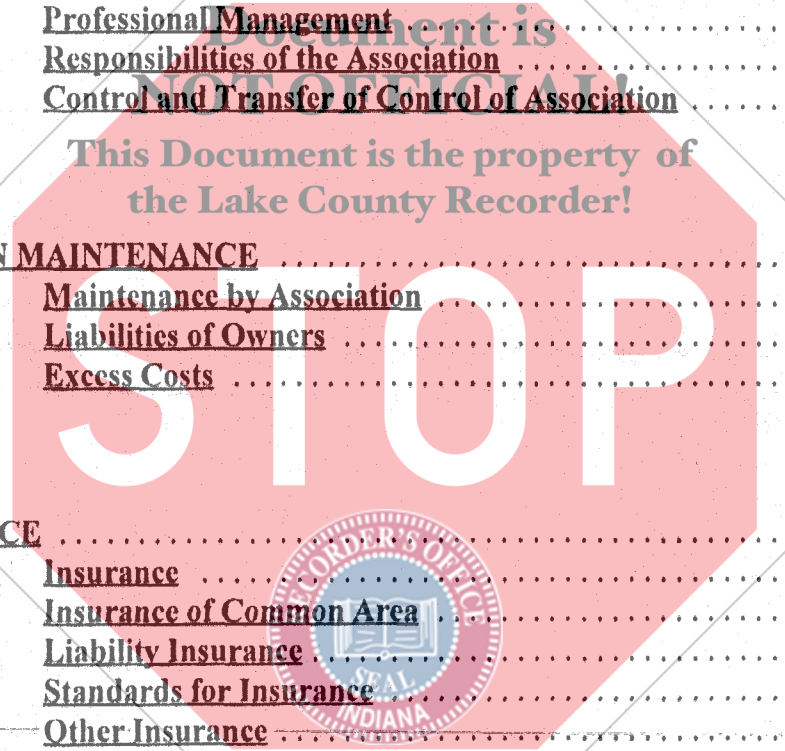 Professional Management ........................
Document is
Responsibilities of the Association ........................
NOT OFFICIAL!
Control and Transfer of Control of Association ........
This Document is the property of
the Lake County Recorder!
N MAINTENANCE ........................
Maintenance by Association ........................
Liabilities of Owners ........................
Excess Costs ........................
STOP
CE ........................
RECORDER'S OFFICE
Insurance ........................
Insurance of Common Area ........................
Liability Insurance ........................
SEAL
Standards for Insurance ........................
INDIANA
Other Insurance ........................